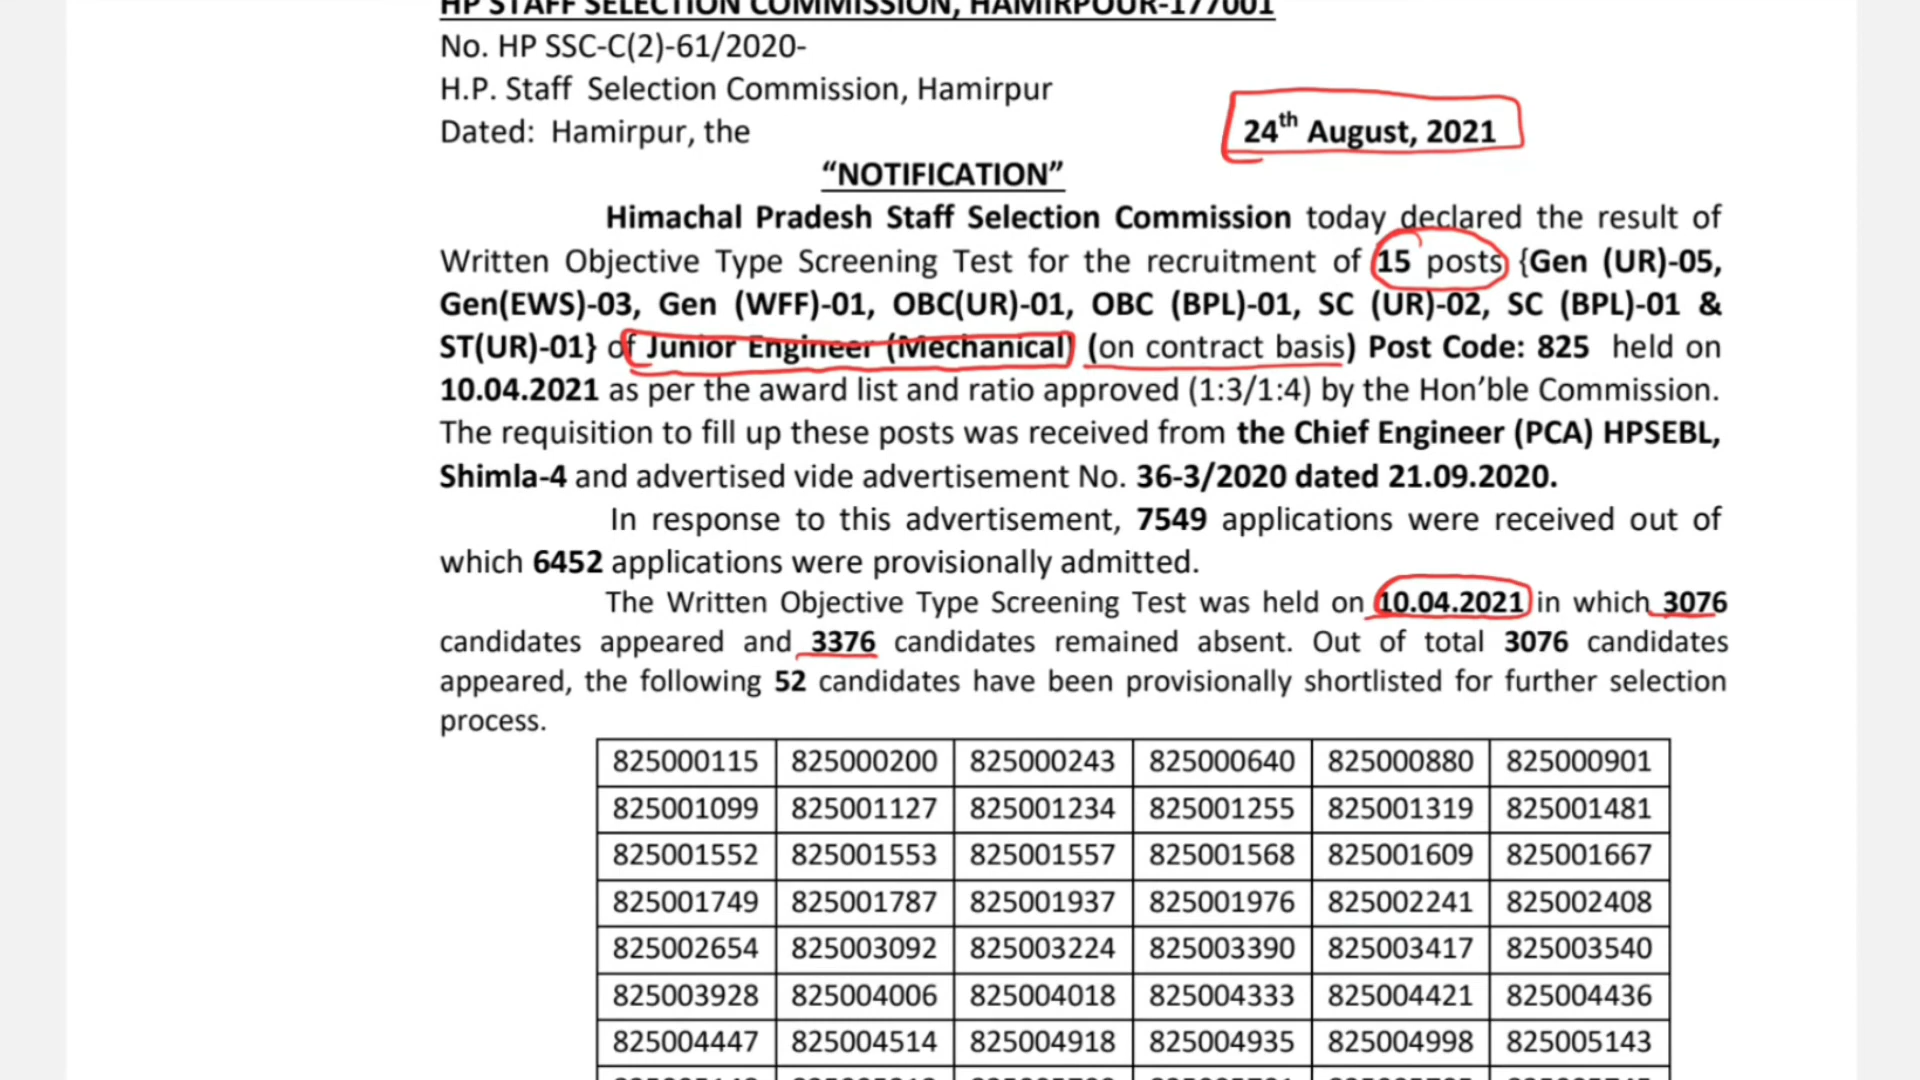 HP STAFF SELECTION COMMISSION, HAMIRPOUR-177001
No. HP SSC-C(2)-61/2020-
H.P. Staff Selection Commission, Hamirpur
Dated: Hamirpur, the 24th August, 2021
“NOTIFICATION”
Himachal Pradesh Staff Selection Commission today declared the result of
Written Objective Type Screening Test for the recruitment of 15 posts {Gen (UR)-05,
Gen(EWS)-03, Gen (WFF)-01, OBC(UR)-01, OBC (BPL)-01, SC (UR)-02, SC (BPL)-01 &
ST(UR)-01} of Junior Engineer (Mechanical) (on contract basis) Post Code: 825 held on
10.04.2021 as per the award list and ratio approved (1:3/1:4) by the Hon’ble Commission.
The requisition to fill up these posts was received from the Chief Engineer (PCA) HPSEBL,
Shimla-4 and advertised vide advertisement No. 36-3/2020 dated 21.09.2020.
In response to this advertisement, 7549 applications were received out of
which 6452 applications were provisionally admitted.
The Written Objective Type Screening Test was held on 10.04.2021 in which 3076
candidates appeared and 3376 candidates remained absent. Out of total 3076 candidates
appeared, the following 52 candidates have been provisionally shortlisted for further selection
process.
825000115 825000200 825000243 825000640 825000880 825000901
825001099 825001127 825001234 825001255 825001319 825001481
825001552 825001553 825001557 825001568 825001609 825001667
825001749 825001787 825001937 825001976 825002241 825002408
825002654 825003092 825003224 825003390 825003417 825003540
825003928 825004006 825004018 825004333 825004421 825004436
825004447 825004514 825004918 825004935 825004998 825005143